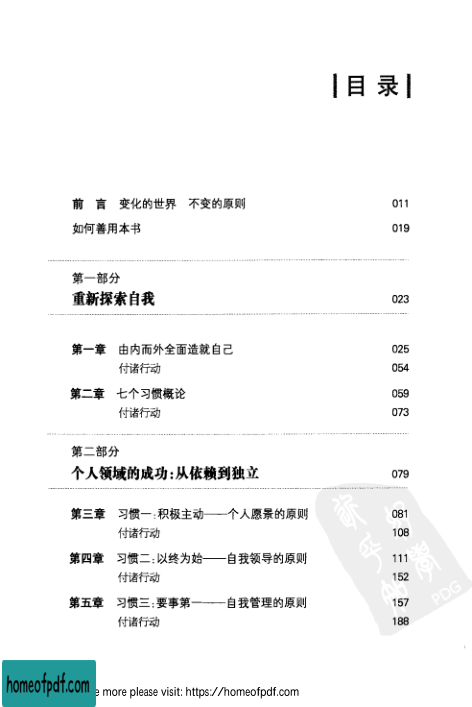 目 录
前 言 变化的世界 不变的原则 011
如何善用本书 019
第一部分
重新探索自我 023
第一章 由内而外全面造就自己 025
付诸行动 054
第二章 七个习惯概论 059
付诸行动 073
第二部分
个人领域的成功:从依赖到独立 079
第三章 习惯一:积极主动——个人愿景的原则 081
付诸行动 108
第四章 习惯二:以终为始——自我领导的原则 111
付诸行动 152
第五章 习惯三:要事第一——自我管理的原则 157
付诸行动 188
PDG
homeofpdf.com
e more please visit: https://homeofpdf.com